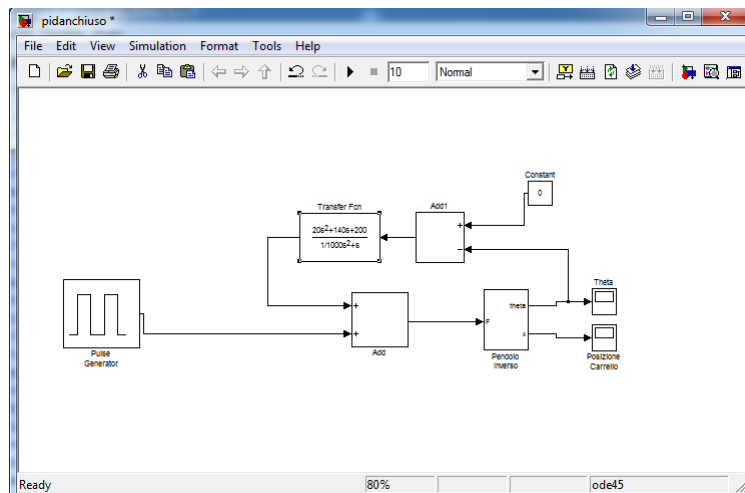 pidanchiuso *
File Edit View Simulation Format Tools Help
10 Normal
Constant
0
Transfer Fcn
20s²+140s+200
1/1000s²+s
Add1
+
−
Pulse
Generator
+
+
Add
F
theta
x
Pendolo
Inverso
Theta
Posizione
Carrello
Ready 80% ode45